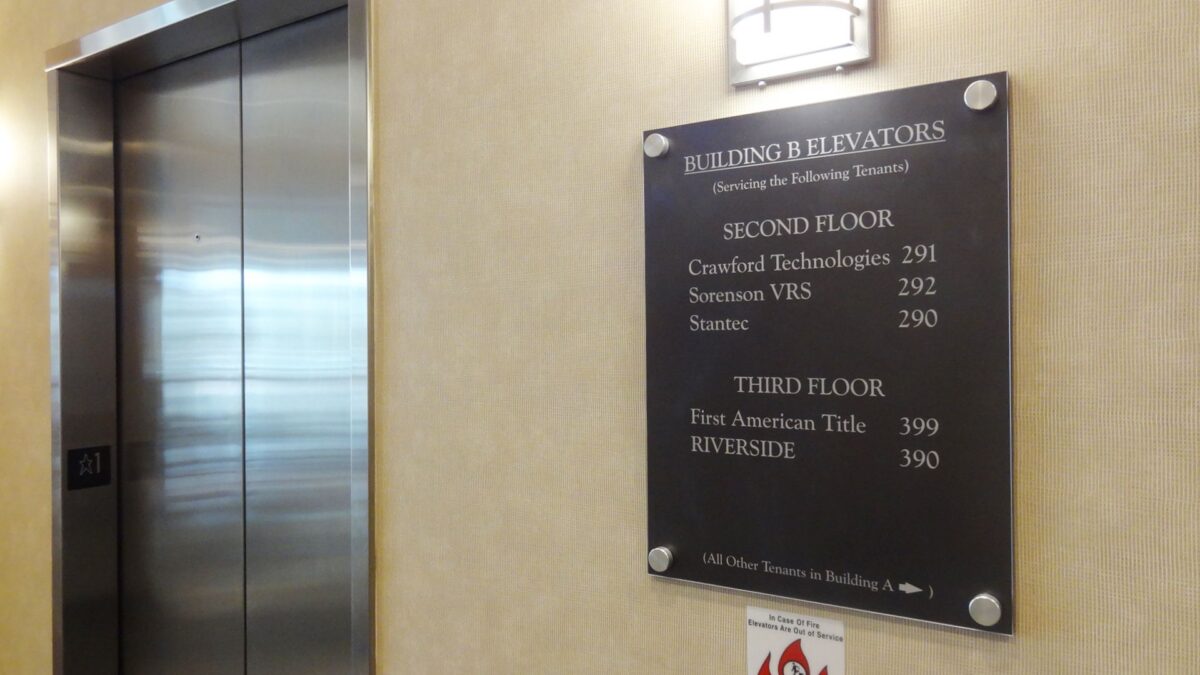 BUILDING B ELEVATORS
(Servicing the Following Tenants)
SECOND FLOOR
Crawford Technologies 291
Sorenson VRS 292
Stantec 290
THIRD FLOOR
First American Title 399
RIVERSIDE 390
(All Other Tenants in Building A ➡ )
In Case Of Fire
Elevators Are Out of Service
☆1